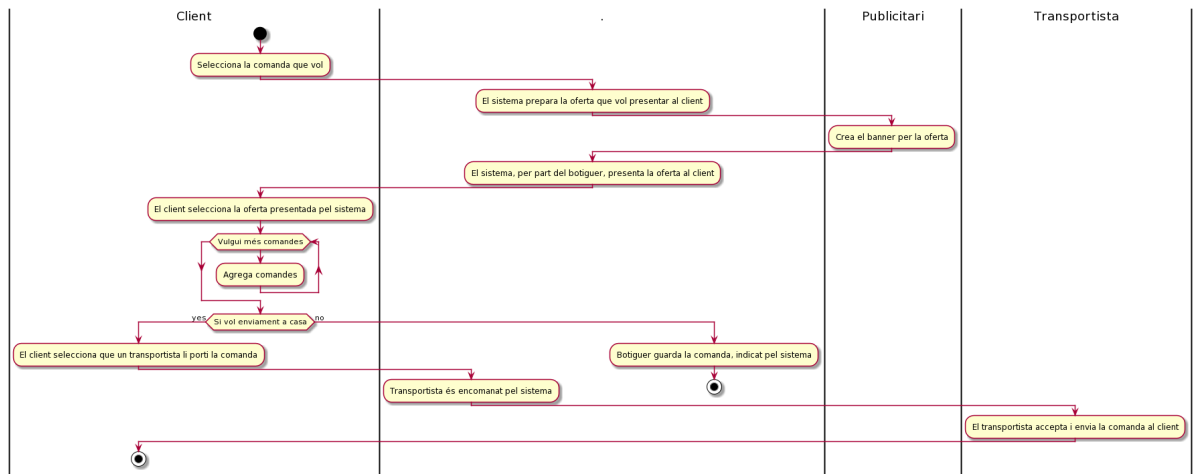 Client
.
Publicitari
Transportista
Selecciona la comanda que vol
El sistema prepara la oferta que vol presentar al client
Crea el banner per la oferta
El sistema, per part del botiguer, presenta la oferta al client
El client selecciona la oferta presentada pel sistema
Vulgui més comandes
Agrega comandes
yes
Si vol enviament a casa
no
El client selecciona que un transportista li porti la comanda
Botiguer guarda la comanda, indicat pel sistema
Transportista és encomanat pel sistema
El transportista accepta i envia la comanda al client